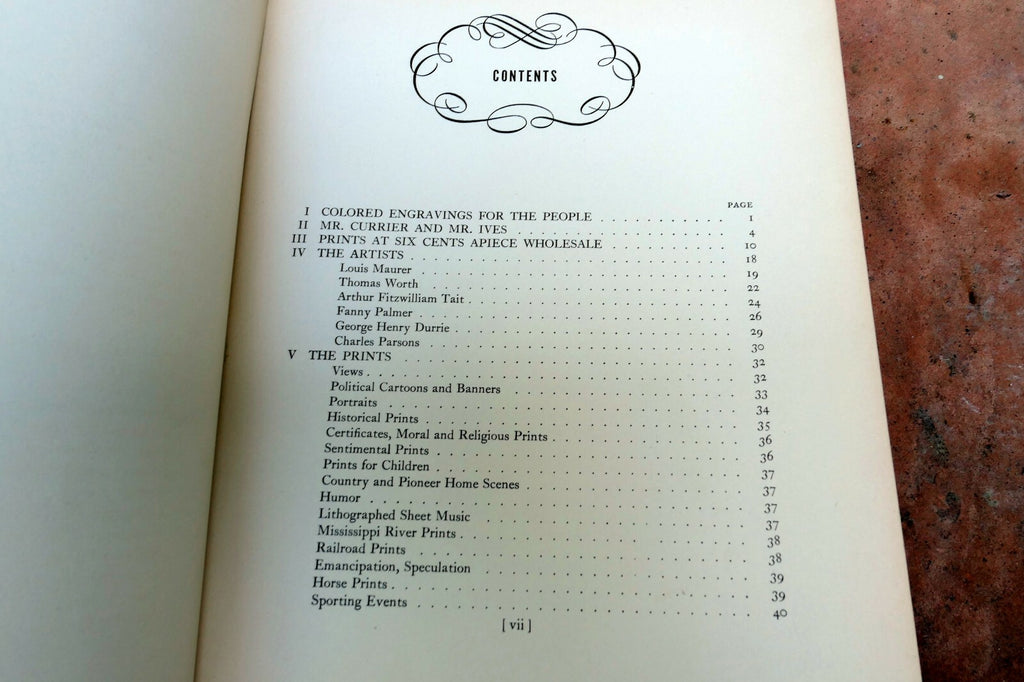 CONTENTS
PAGE
I COLORED ENGRAVINGS FOR THE PEOPLE . . . . . . . . . . 1
II MR. CURRIER AND MR. IVES . . . . . . . . . . . . . . . 4
III PRINTS AT SIX CENTS APIECE WHOLESALE . . . . . . . . . 10
IV THE ARTISTS . . . . . . . . . . . . . . . . . . . . . . 18
Louis Maurer . . . . . . . . . . . . . . . . . . . . . 19
Thomas Worth . . . . . . . . . . . . . . . . . . . . . 22
Arthur Fitzwilliam Tait . . . . . . . . . . . . . . . . . . 24
Fanny Palmer . . . . . . . . . . . . . . . . . . . . . 26
George Henry Durrie . . . . . . . . . . . . . . . . . . . 29
Charles Parsons . . . . . . . . . . . . . . . . . . . . 30
V THE PRINTS . . . . . . . . . . . . . . . . . . . . . . 32
Views . . . . . . . . . . . . . . . . . . . . . . . . 32
Political Cartoons and Banners . . . . . . . . . . . . . . . 33
Portraits . . . . . . . . . . . . . . . . . . . . . . . 34
Historical Prints . . . . . . . . . . . . . . . . . . . . 35
Certificates, Moral and Religious Prints . . . . . . . . . . . . 36
Sentimental Prints . . . . . . . . . . . . . . . . . . . . 36
Prints for Children . . . . . . . . . . . . . . . . . . . . 37
Country and Pioneer Home Scenes . . . . . . . . . . . . . . 37
Humor . . . . . . . . . . . . . . . . . . . . . . . . 37
Lithographed Sheet Music . . . . . . . . . . . . . . . . . 37
Mississippi River Prints . . . . . . . . . . . . . . . . . . 38
Railroad Prints . . . . . . . . . . . . . . . . . . . . . 38
Emancipation, Speculation . . . . . . . . . . . . . . . . . 39
Horse Prints . . . . . . . . . . . . . . . . . . . . . . 39
Sporting Events . . . . . . . . . . . . . . . . . . . . . 40
[ vii ]